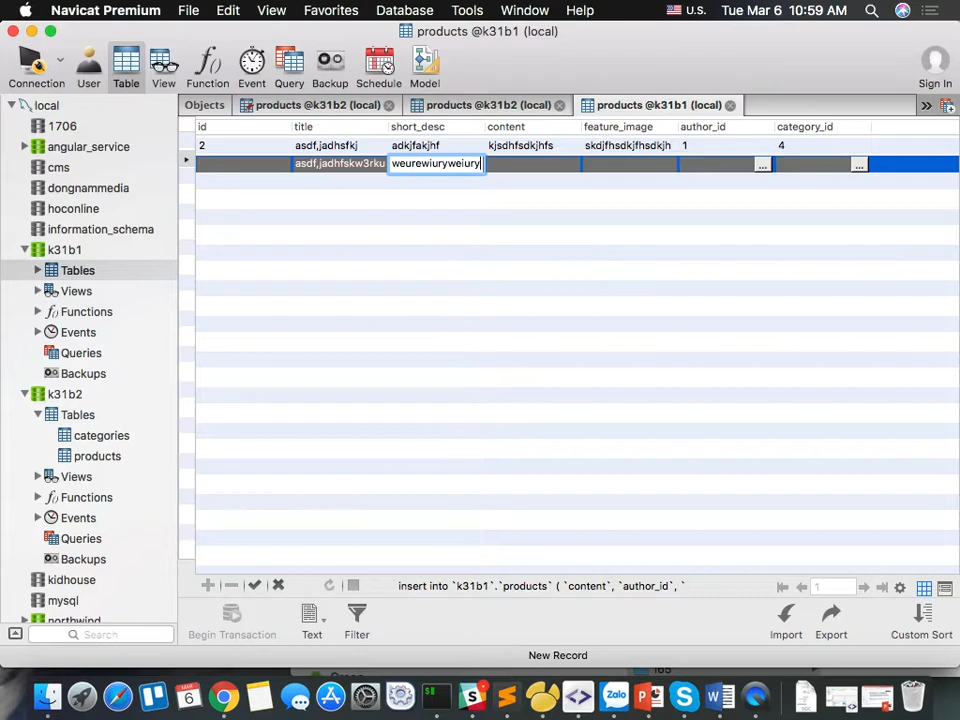 Navicat Premium File Edit View Favorites Database Tools Window Help U.S. Tue Mar 6 10:59 AM
products @k31b1 (local)
Connection User Table View Function Event Query Backup Schedule Model Sign In
local
1706
angular_service
cms
dongnammedia
hoconline
information_schema
k31b1
Tables
Views
Functions
Events
Queries
Backups
k31b2
Tables
categories
products
Views
Functions
Events
Queries
Backups
kidhouse
mysql
northwind
Search
Objects products @k31b2 (local) products @k31b2 (local) products @k31b1 (local) »
id title short_desc content feature_image author_id category_id
2 asdf,jadhsfkj adkjfakjhf kjsdhfsdkjhfs skdjfhsdkjfhsdkjh 1 4
asdf,jadhfskw3rku weurewiuryweiury ... ...
insert into `k31b1`.`products` ( `content`, `author_id`, `
1
Begin Transaction Text Filter Import Export Custom Sort
New Record
6